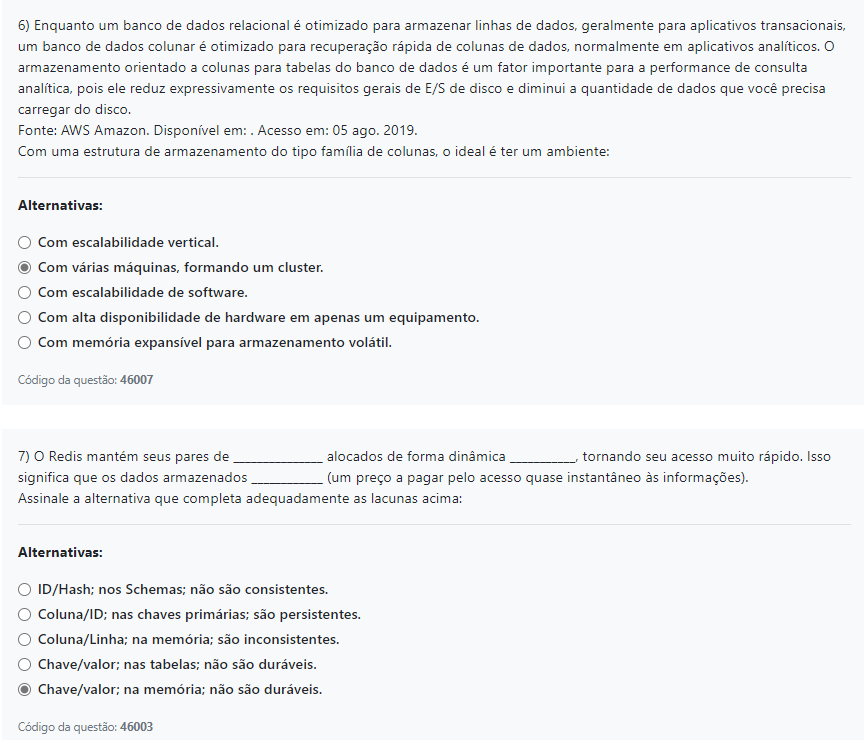 6) Enquanto um banco de dados relacional é otimizado para armazenar linhas de dados, geralmente para aplicativos transacionais,
um banco de dados colunar é otimizado para recuperação rápida de colunas de dados, normalmente em aplicativos analíticos. O
armazenamento orientado a colunas para tabelas do banco de dados é um fator importante para a performance de consulta
analítica, pois ele reduz expressivamente os requisitos gerais de E/S de disco e diminui a quantidade de dados que você precisa
carregar do disco.
Fonte: AWS Amazon. Disponível em: . Acesso em: 05 ago. 2019.
Com uma estrutura de armazenamento do tipo família de colunas, o ideal é ter um ambiente:
Alternativas:
Com escalabilidade vertical.
Com várias máquinas, formando um cluster.
Com escalabilidade de software.
Com alta disponibilidade de hardware em apenas um equipamento.
Com memória expansível para armazenamento volátil.
Código da questão: 46007
7) O Redis mantém seus pares de _______________ alocados de forma dinâmica ___________, tornando seu acesso muito rápido. Isso
significa que os dados armazenados ____________ (um preço a pagar pelo acesso quase instantâneo às informações).
Assinale a alternativa que completa adequadamente as lacunas acima:
Alternativas:
ID/Hash; nos Schemas; não são consistentes.
Coluna/ID; nas chaves primárias; são persistentes.
Coluna/Linha; na memória; são inconsistentes.
Chave/valor; nas tabelas; não são duráveis.
Chave/valor; na memória; não são duráveis.
Código da questão: 46003